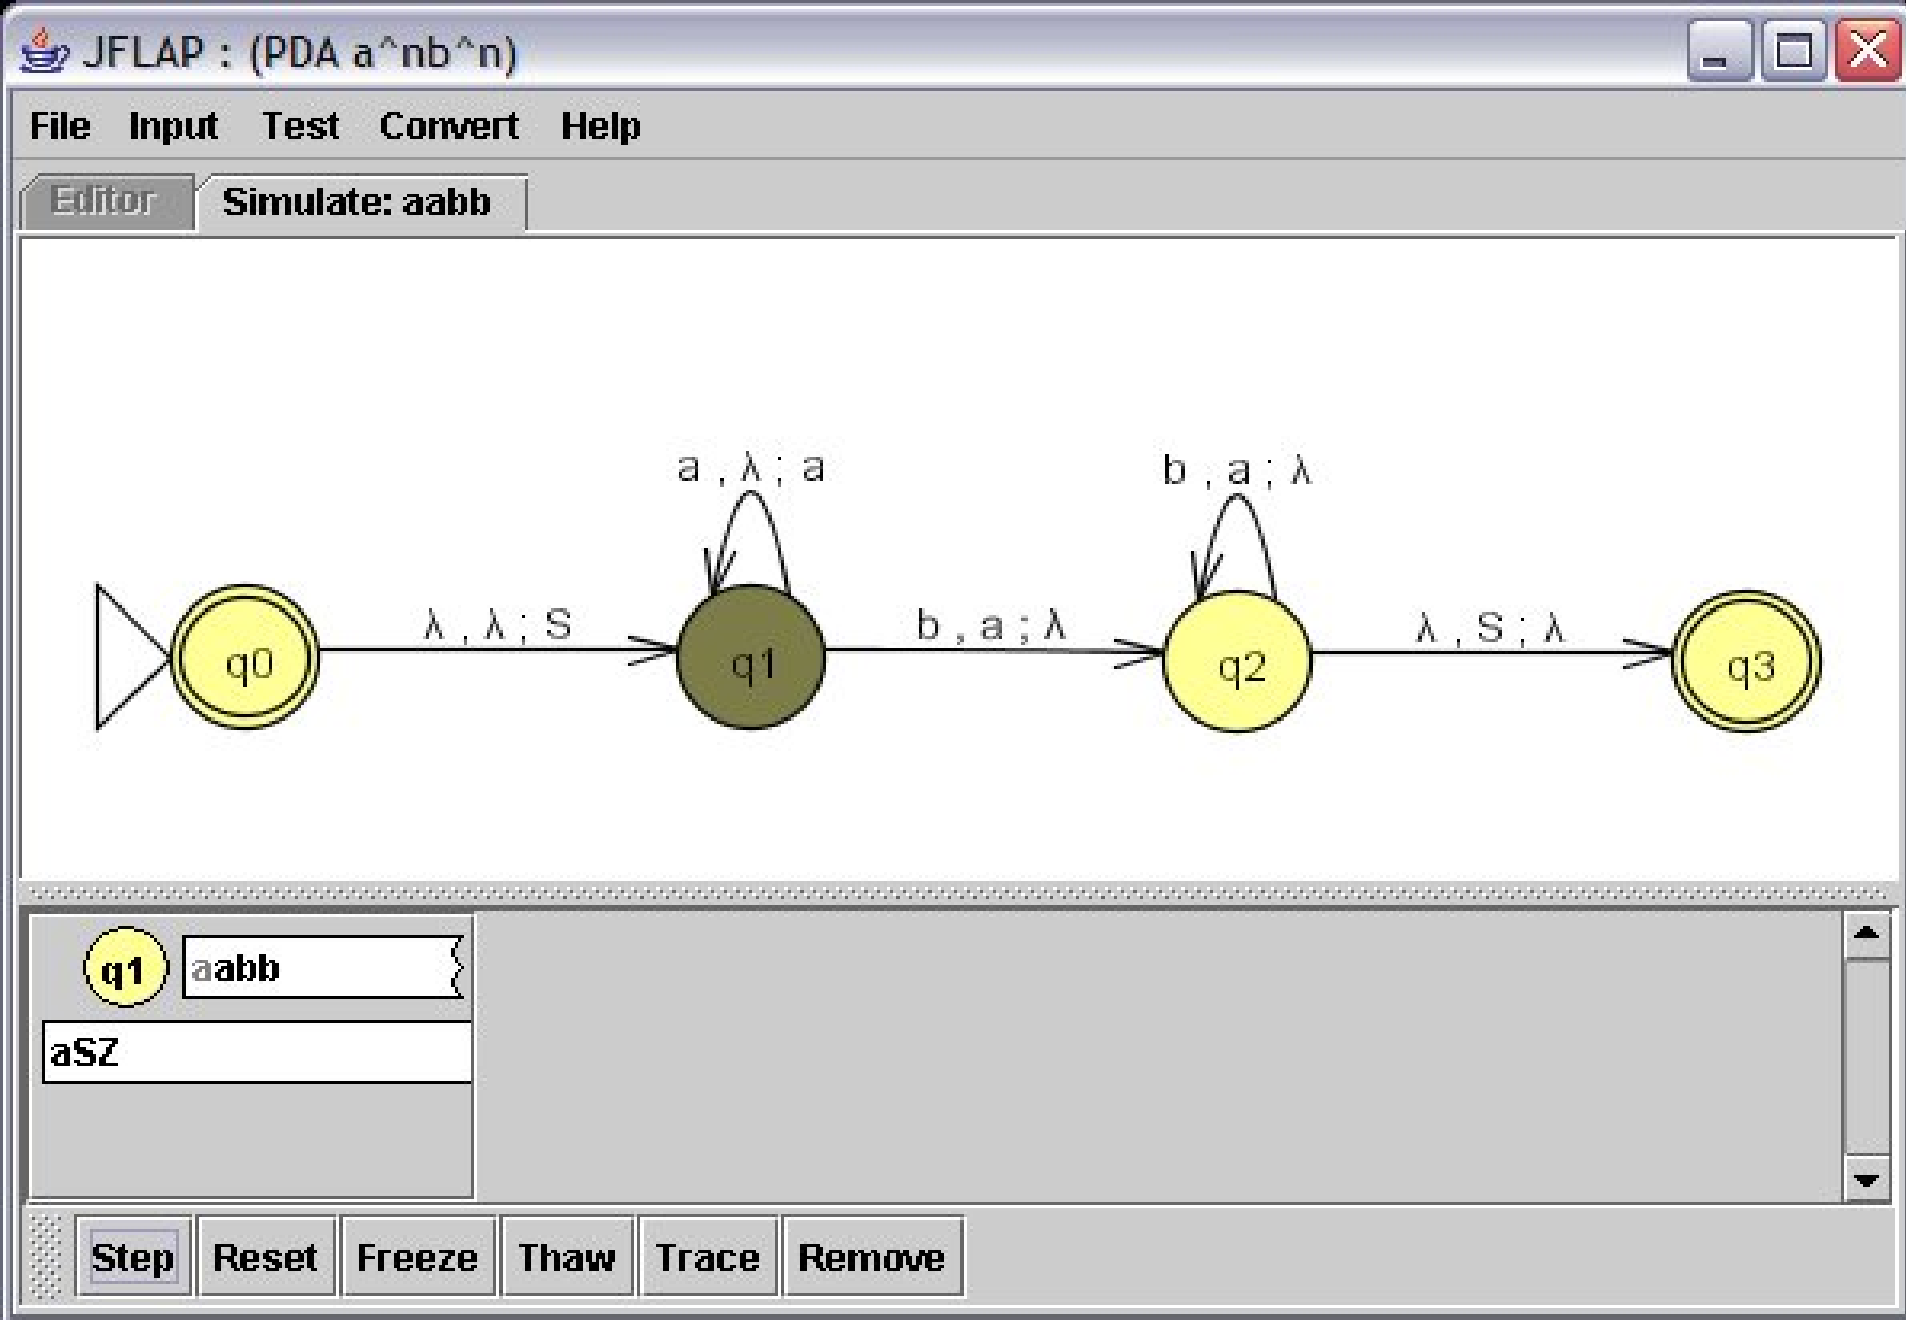 JFLAP : (PDA a^nb^n)
File Input Test Convert Help
Editor Simulate: aabb
a , λ ; a b , a ; λ
λ , λ ; S b , a ; λ λ , S ; λ
q0 q1 q2 q3
q1 aabb
aSZ
Step Reset Freeze Thaw Trace Remove